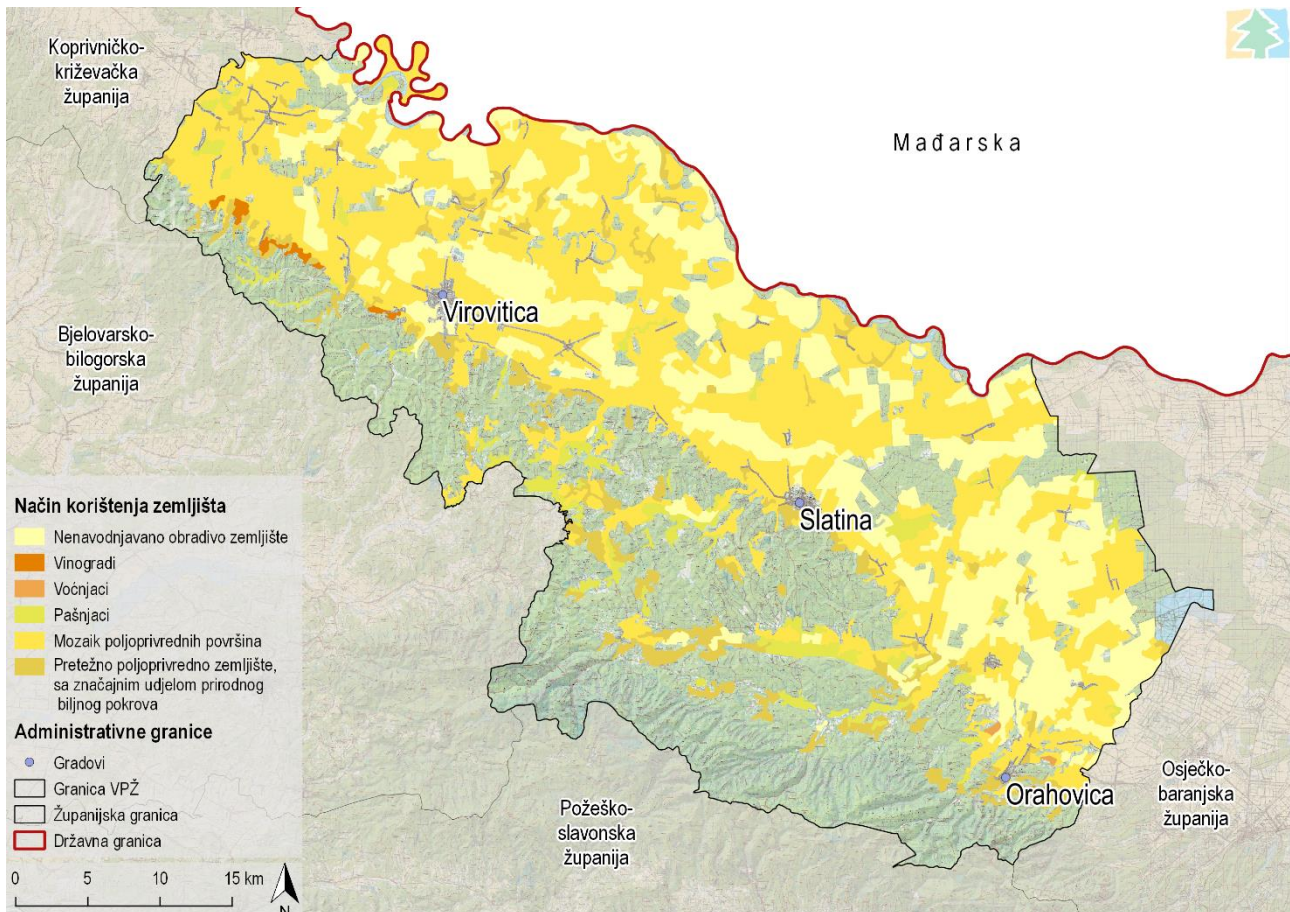 Koprivničko-
križevačka
županija
Mađarska
Virovitica
Bjelovarsko-
bilogorska
županija
Slatina
Orahovica
Osječko-
baranjska
županija
Požeško-
slavonska
županija
Način korištenja zemljišta
Nenavodnjavano obradivo zemljište
Vinogradi
Voćnjaci
Pašnjaci
Mozaik poljoprivrednih površina
Pretežno poljoprivredno zemljište,
sa značajnim udjelom prirodnog
biljnog pokrova
Administrativne granice
Gradovi
Granica VPŽ
Županijska granica
Državna granica
0 5 10 15 km
N